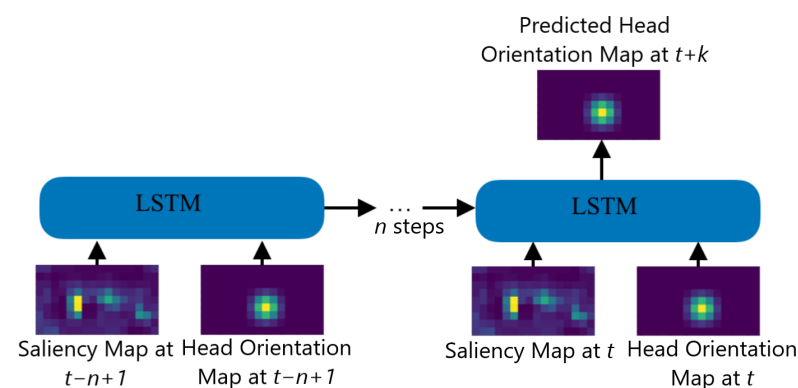 Predicted Head
Orientation Map at t+k
LSTM
...
n steps
LSTM
Saliency Map at
t−n+1
Head Orientation
Map at t−n+1
Saliency Map at t
Head Orientation
Map at t